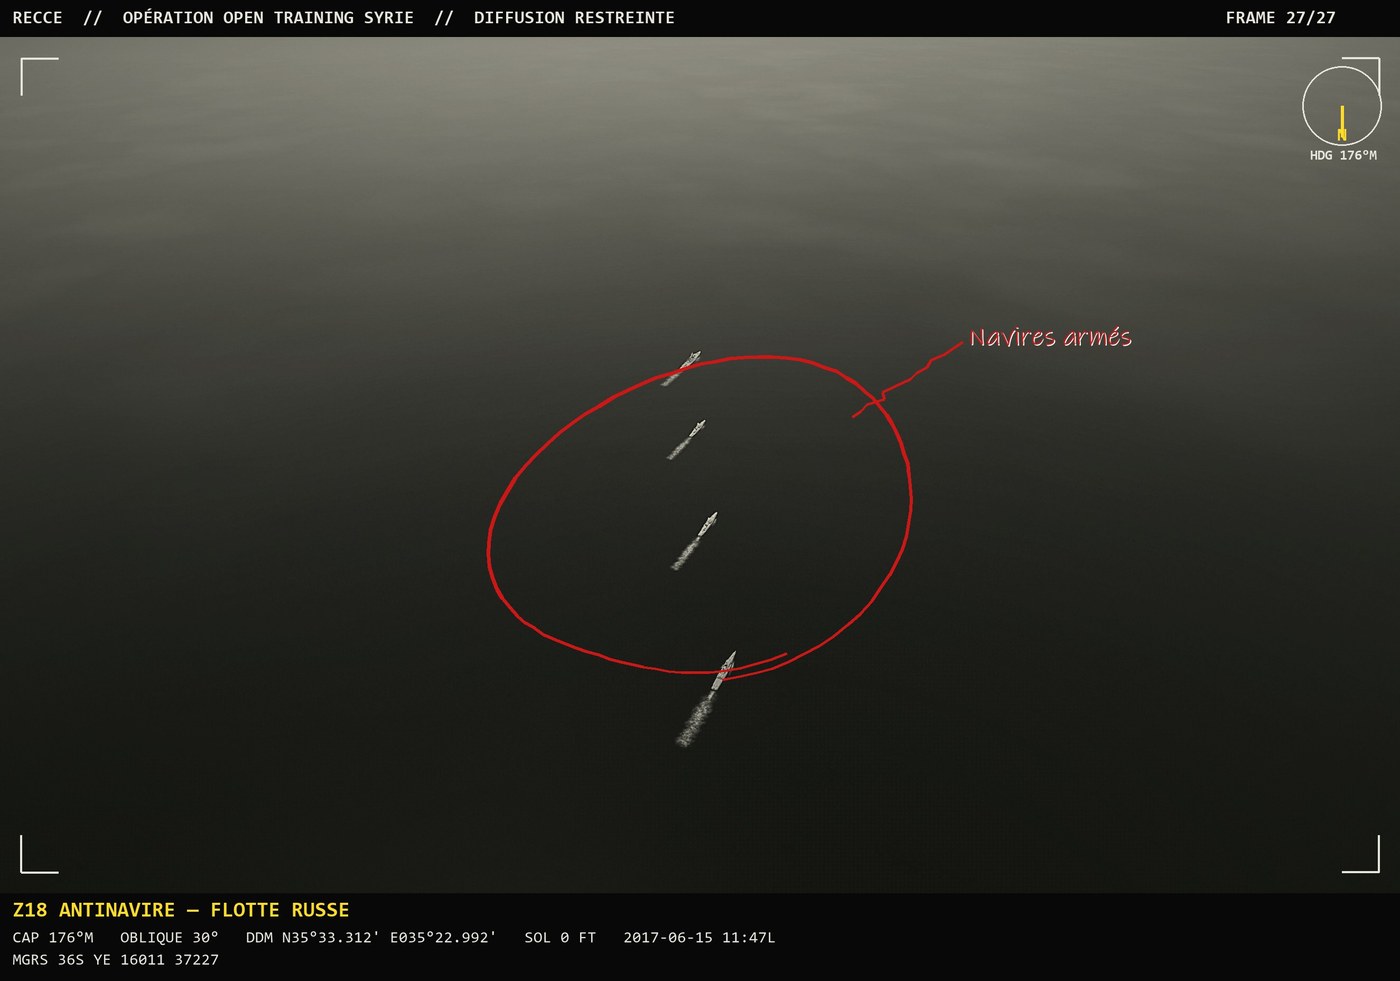 RECCE // OPÉRATION OPEN TRAINING SYRIE // DIFFUSION RESTREINTE
FRAME 27/27
N
HDG 176°M
Navires armés
Z18 ANTINAVIRE — FLOTTE RUSSE
CAP 176°M OBLIQUE 30° DDM N35°33.312' E035°22.992' SOL 0 FT 2017-06-15 11:47L
MGRS 36S YE 16011 37227